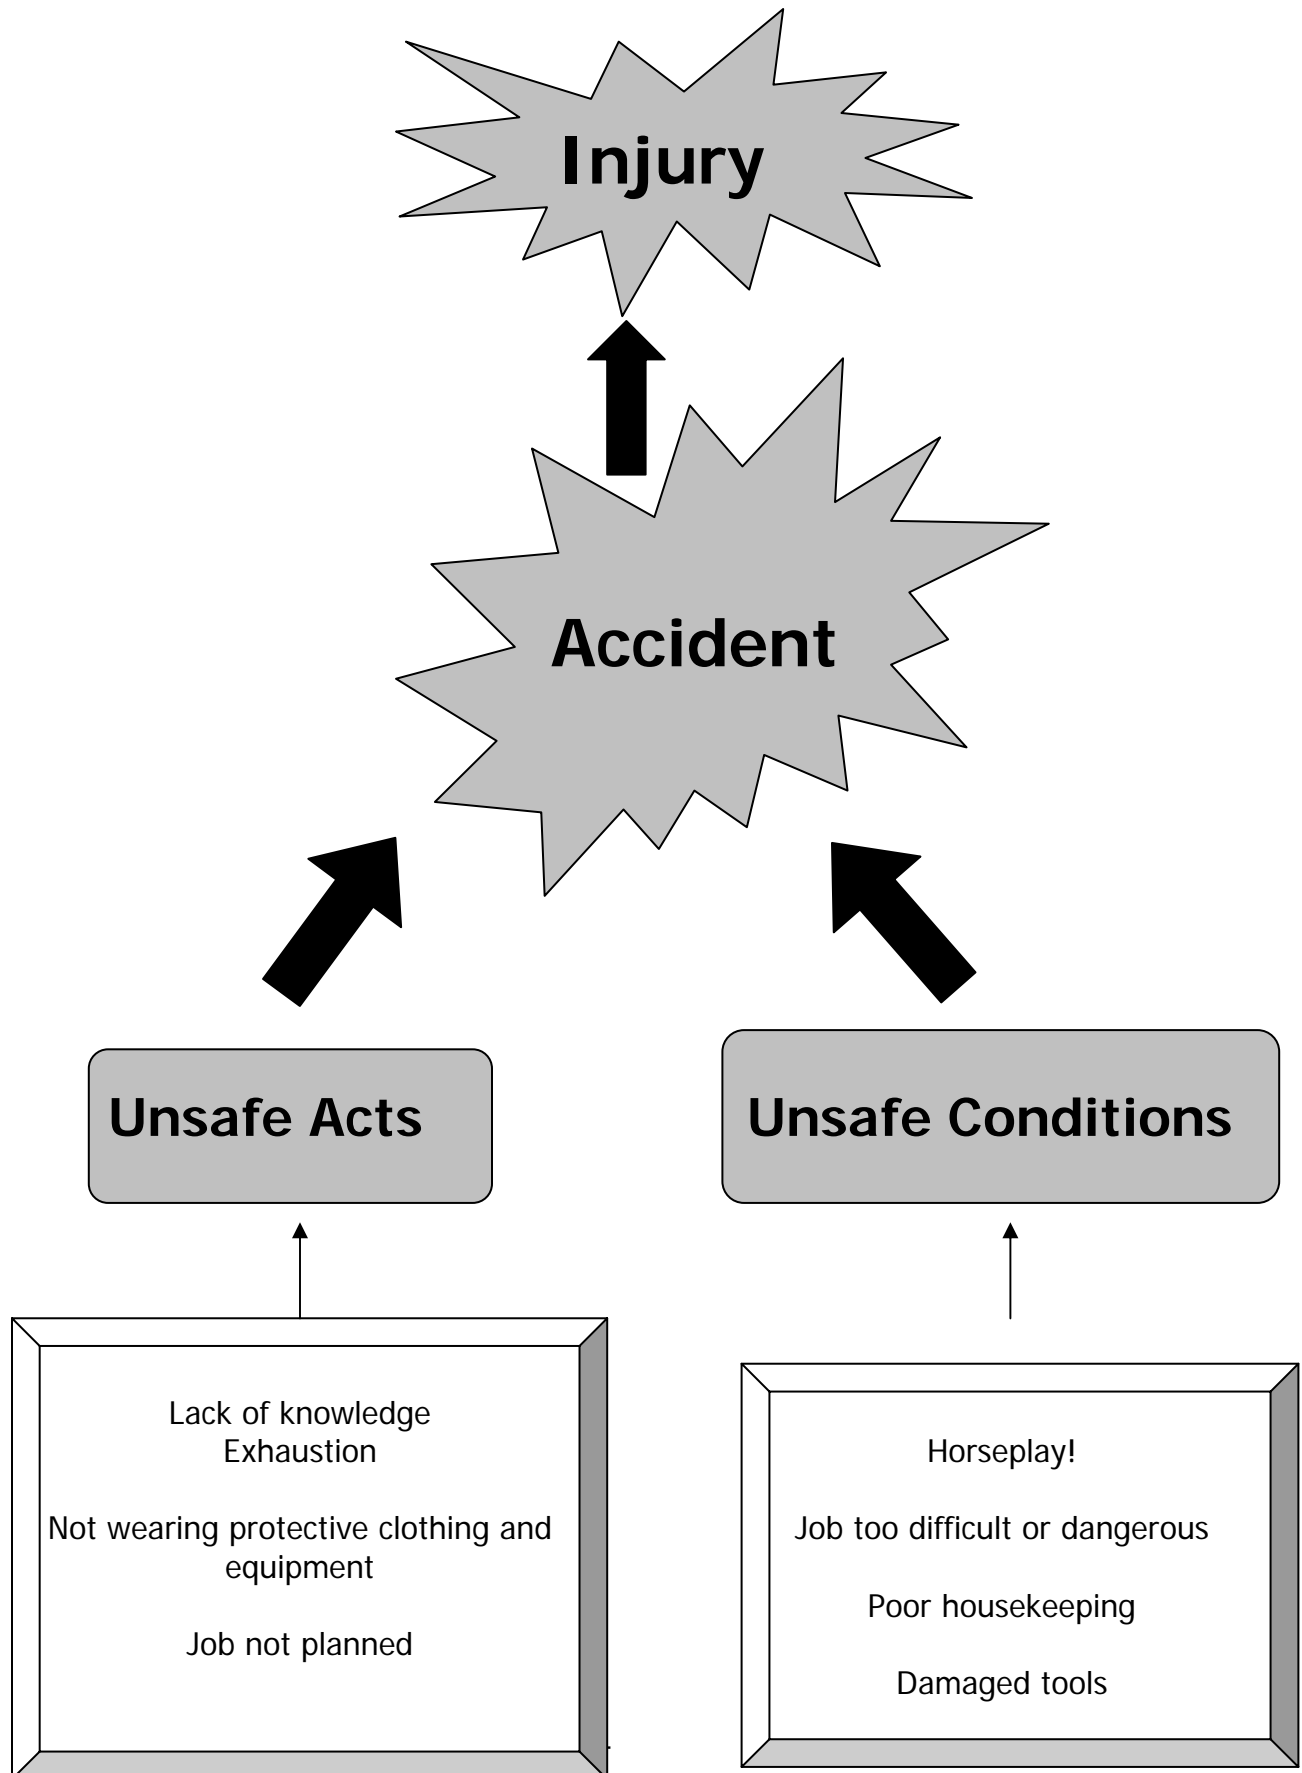 Injury
Accident
Unsafe Acts
Unsafe Conditions
Lack of knowledge
Exhaustion
Not wearing protective clothing and
equipment
Job not planned
Horseplay!
Job too difficult or dangerous
Poor housekeeping
Damaged tools